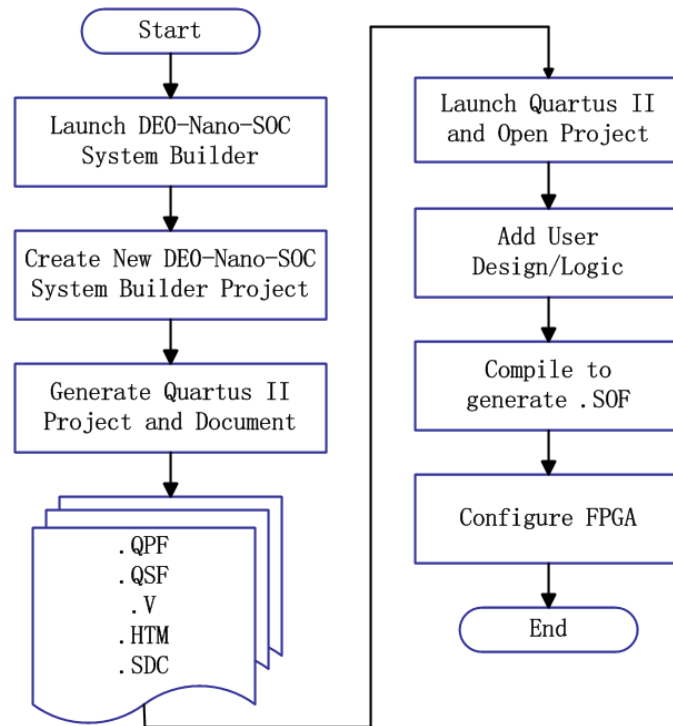 Start
Launch DE0-Nano-SOC
System Builder
Create New DE0-Nano-SOC
System Builder Project
Generate Quartus II
Project and Document
.QPF
.QSF
.V
.HTM
.SDC
Launch Quartus II
and Open Project
Add User
Design/Logic
Compile to
generate .SOF
Configure FPGA
End